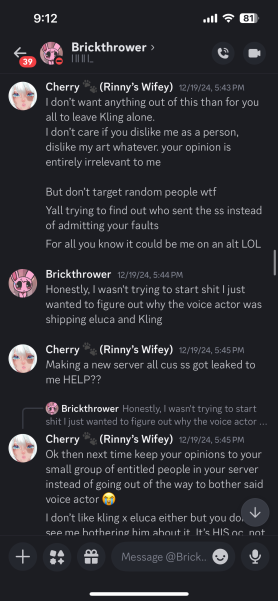 9:12
81
39
Brickthrower
Cherry (Rinny's Wifey) 12/19/24, 5:43 PM
I don't want anything out of this than for you
all to leave Kling alone.
I don't care if you dislike me as a person,
dislike my art whatever. your opinion is
entirely irrelevant to me
But don't target random people wtf
Yall trying to find out who sent the ss instead
of admitting your faults
For all you know it could be me on an alt LOL
Brickthrower 12/19/24, 5:44 PM
Honestly, I wasn't trying to start shit I just
wanted to figure out why the voice actor was
shipping eluca and Kling
Cherry (Rinny's Wifey) 12/19/24, 5:45 PM
Making a new server all cus ss got leaked to
me HELP??
Brickthrower Honestly, I wasn't trying to start
shit I just wanted to figure out why the voice actor ...
Cherry (Rinny's Wifey) 12/19/24, 5:45 PM
Ok then next time keep your opinions to your
small group of entitled people in your server
instead of going out of the way to bother said
voice actor 😭
I don't like kling x eluca either but you do
see me bothering him about it. It's HIS oc, not
Message @Brick..